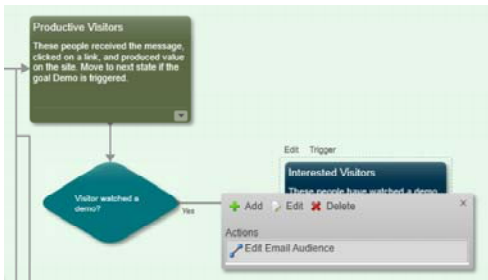 Productive Visitors
These people received the message,
clicked on a link, and produced value
on the site. Move to next state if the
goal Demo is triggered.
Edit Trigger
Interested Visitors
These people have watched a demo
Visitor watched a
demo?
Yes
Add Edit Delete x
Actions
Edit Email Audience